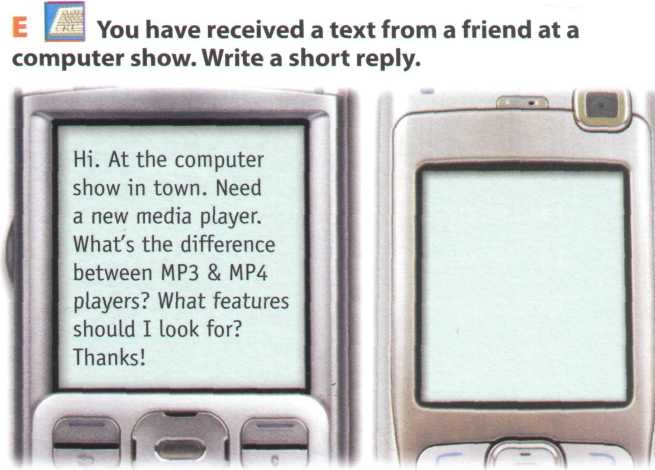 E You have received a text from a friend at a
computer show. Write a short reply.
Hi. At the computer
show in town. Need
a new media player.
What's the difference
between MP3 & MP4
players? What features
should I look for?
Thanks!